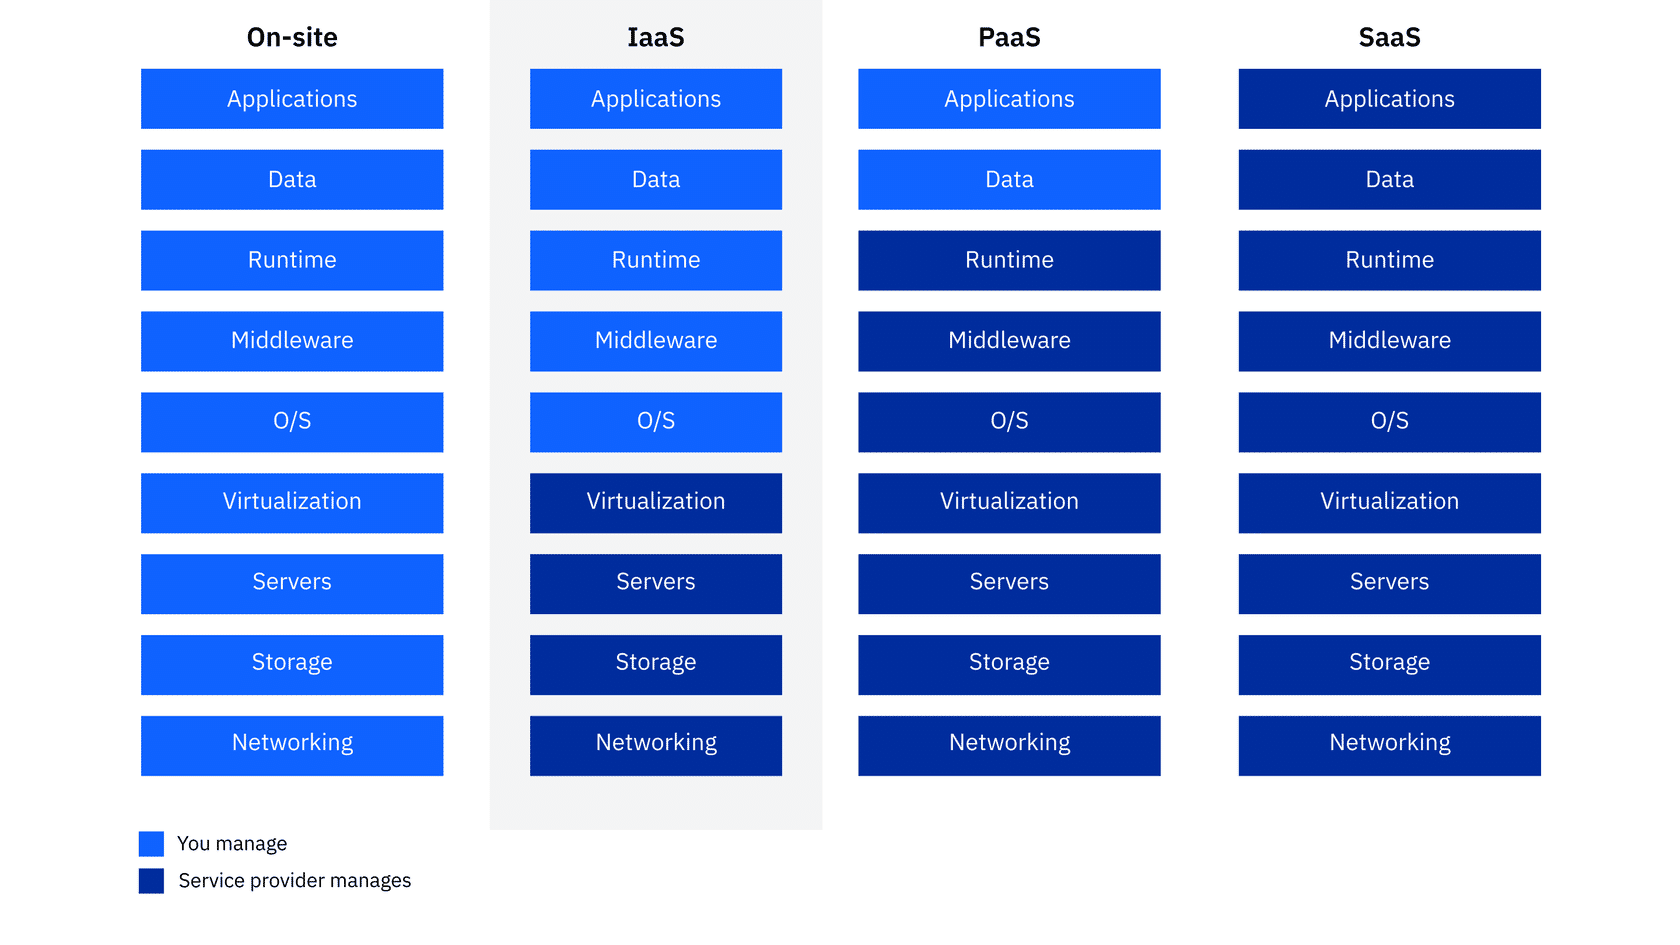 On-site
Applications
Data
Runtime
Middleware
O/S
Virtualization
Servers
Storage
Networking
IaaS
Applications
Data
Runtime
Middleware
O/S
Virtualization
Servers
Storage
Networking
PaaS
Applications
Data
Runtime
Middleware
O/S
Virtualization
Servers
Storage
Networking
SaaS
Applications
Data
Runtime
Middleware
O/S
Virtualization
Servers
Storage
Networking
You manage
Service provider manages